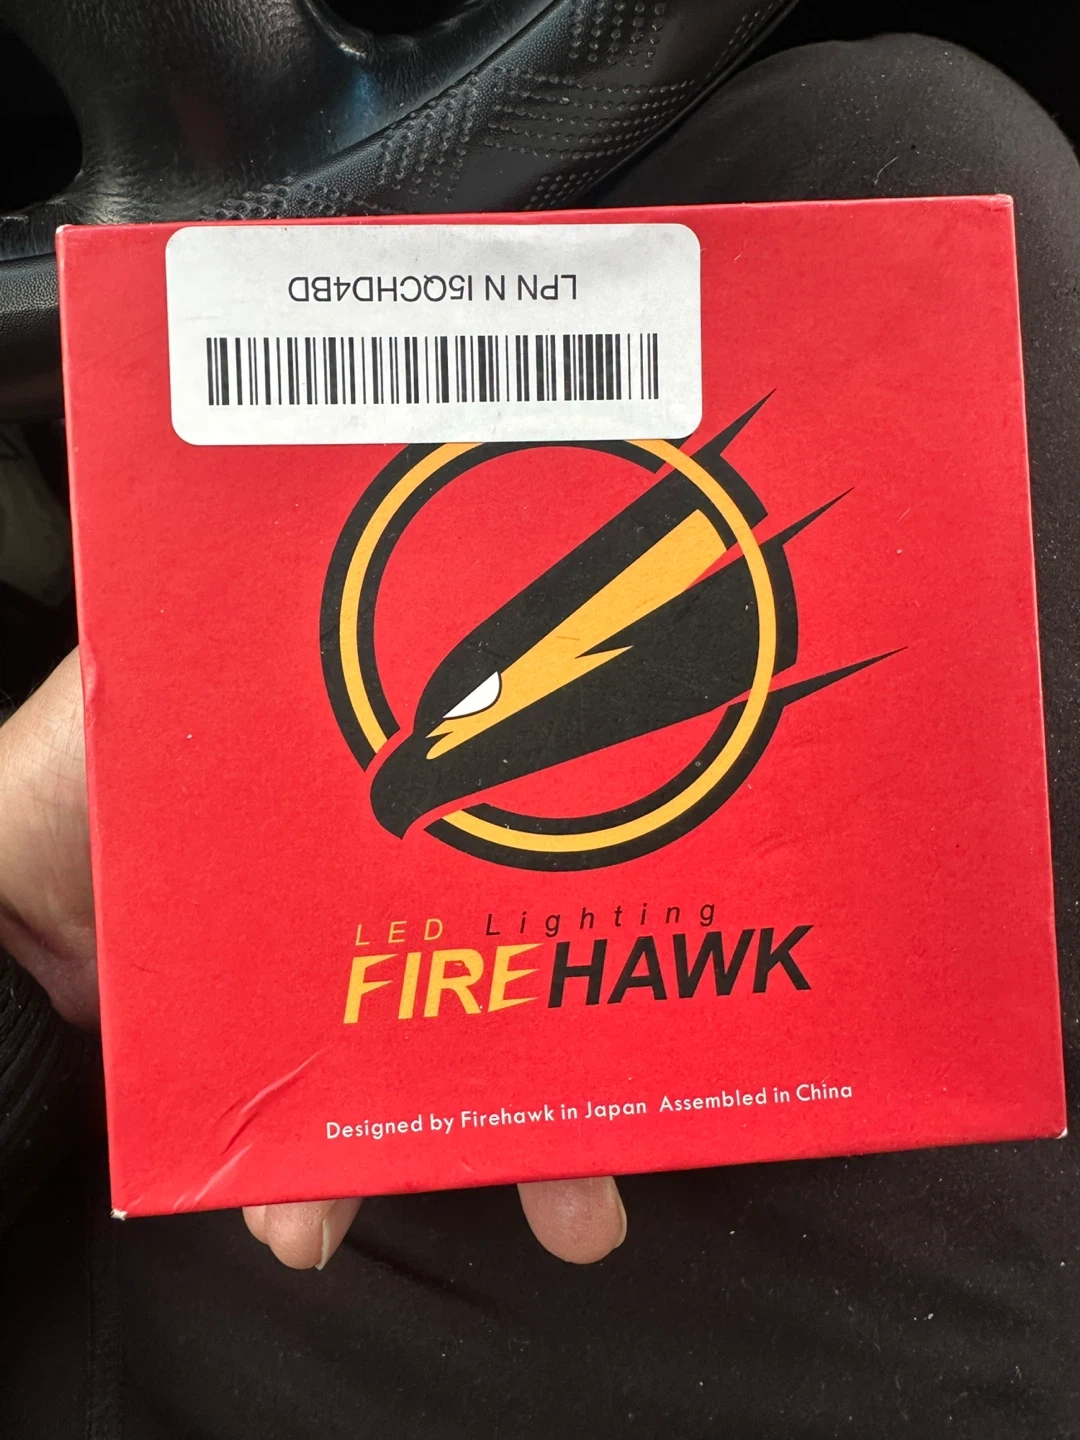 LPN N I5QCHD4BD
LED Lighting
FIREHAWK
Designed by Firehawk in Japan Assembled in China